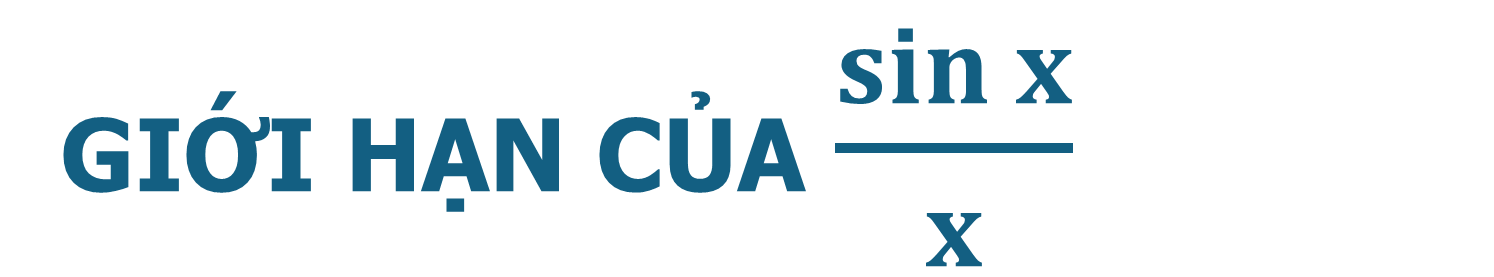 GIỚI HẠN CỦA sin x / x